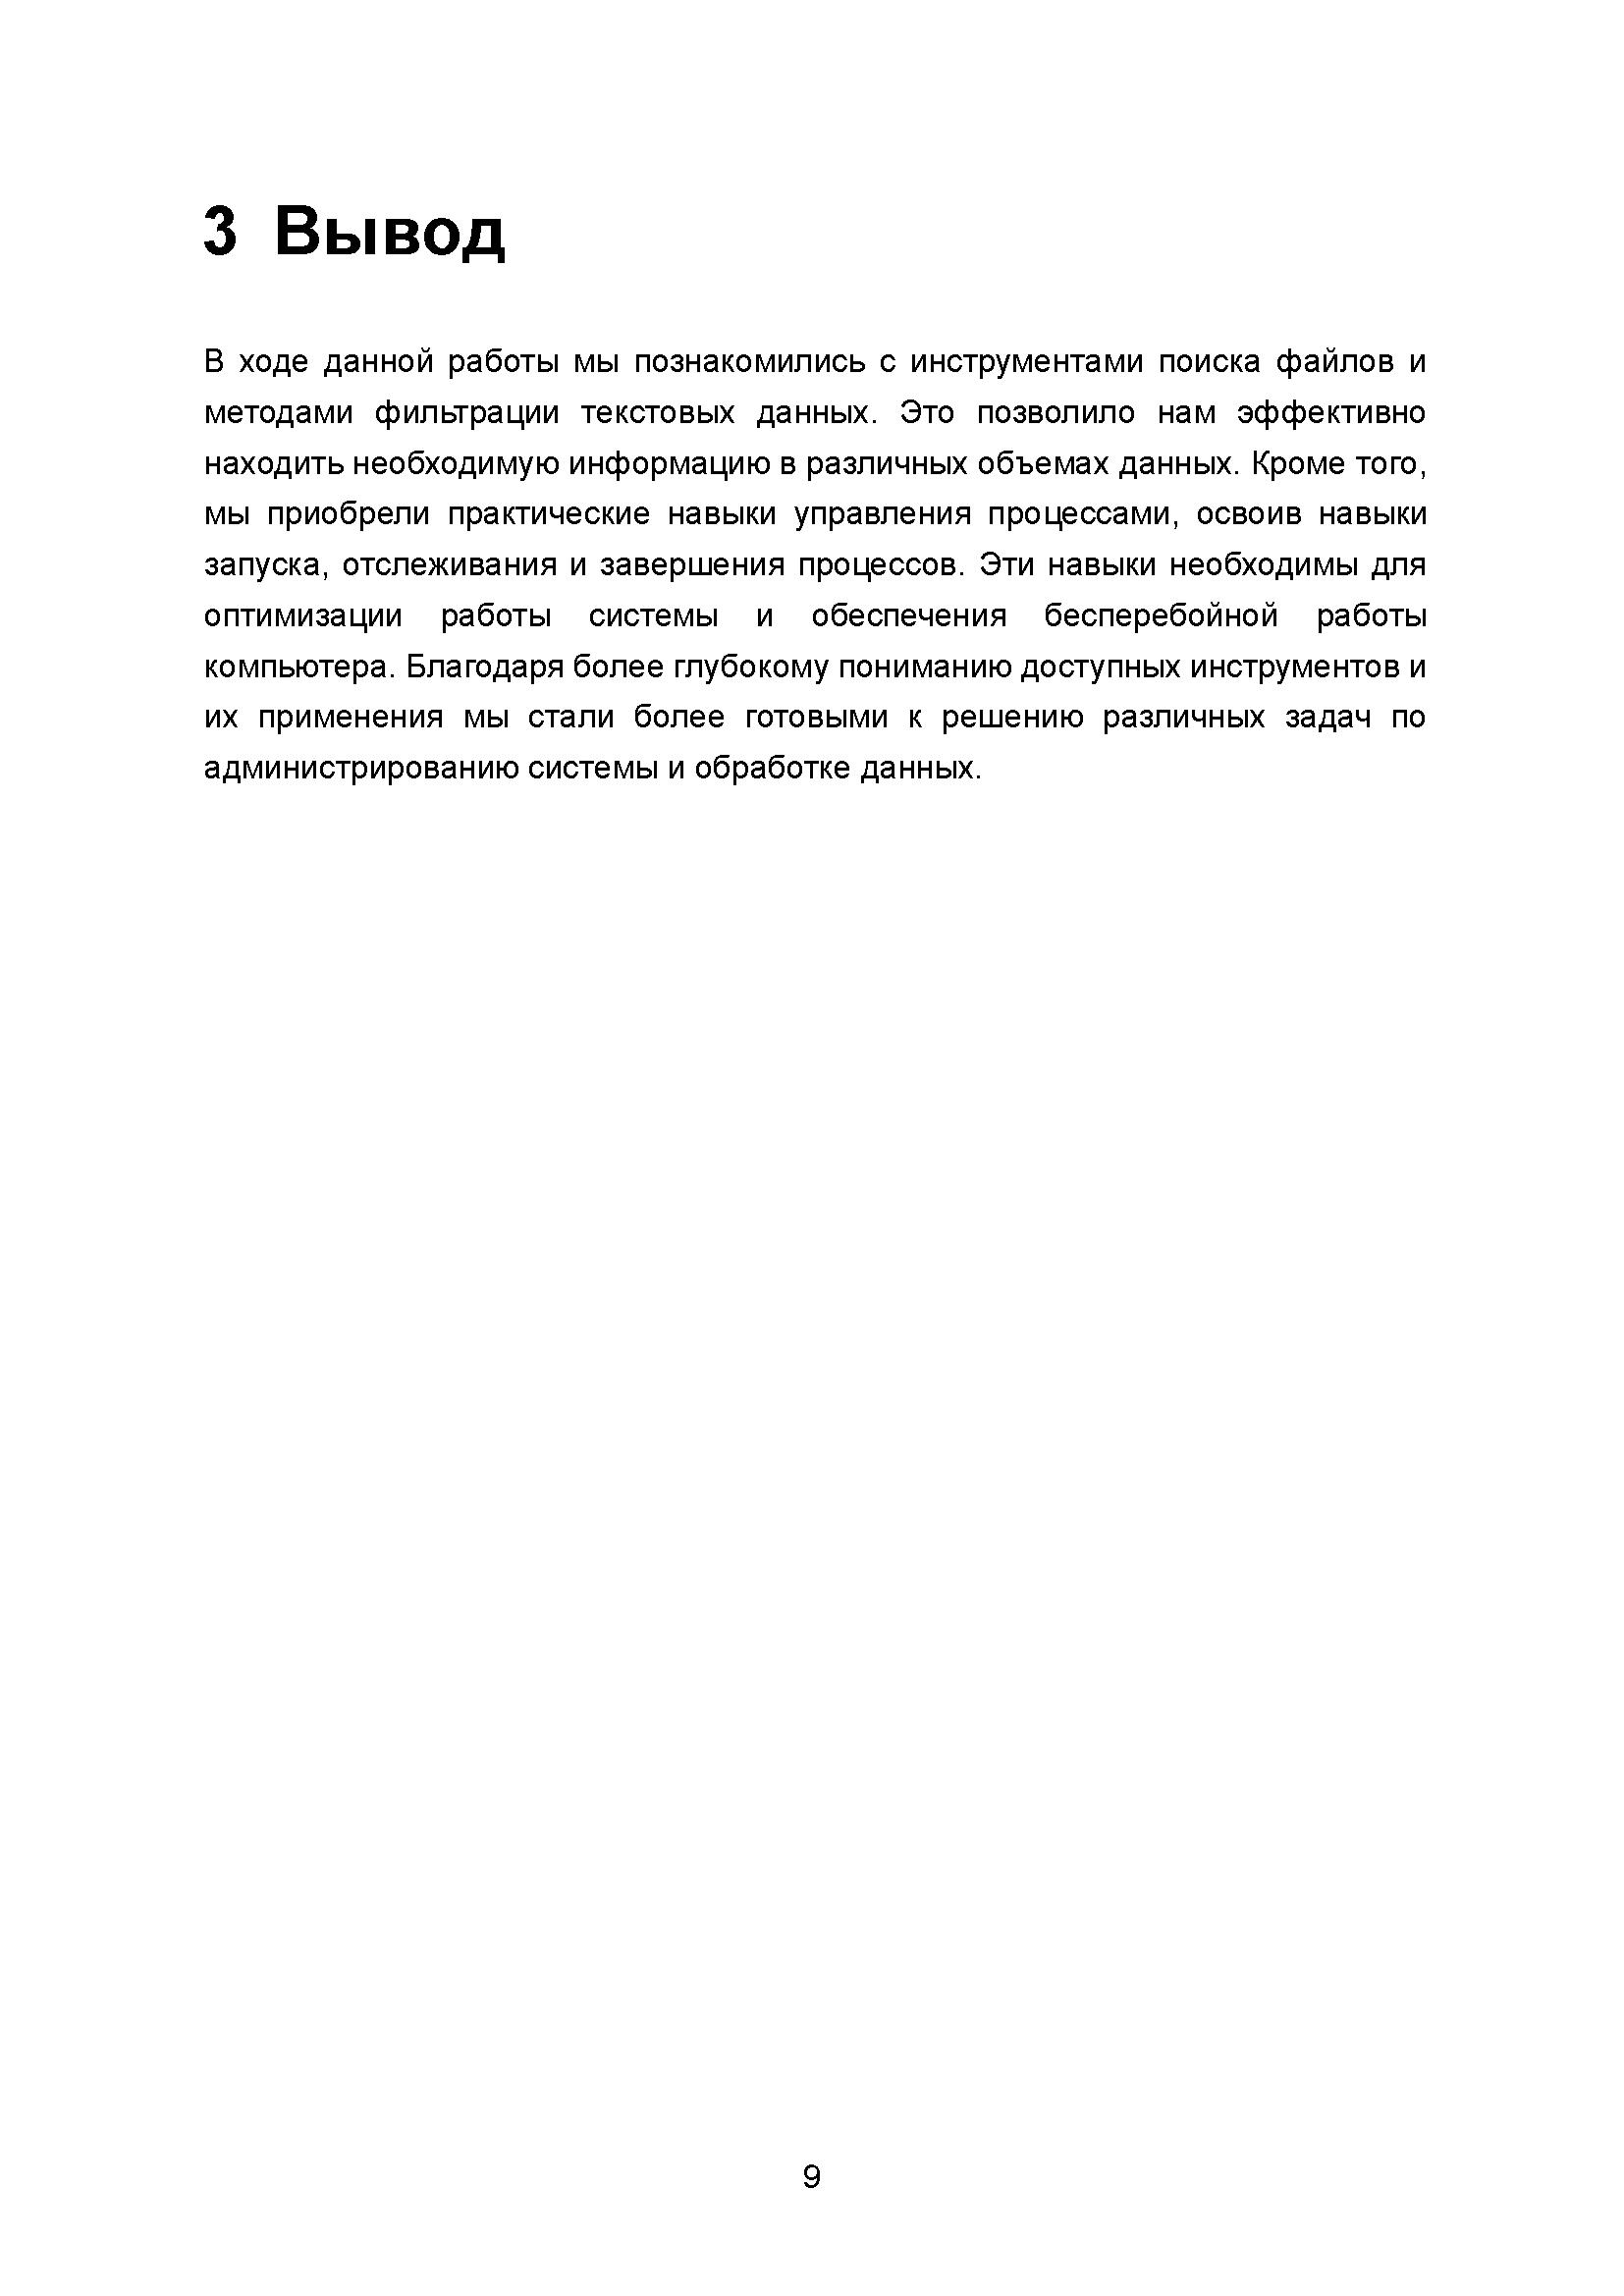 3 Вывод
В ходе данной работы мы познакомились с инструментами поиска файлов и
методами фильтрации текстовых данных. Это позволило нам эффективно
находить необходимую информацию в различных объемах данных. Кроме того,
мы приобрели практические навыки управления процессами, освоив навыки
запуска, отслеживания и завершения процессов. Эти навыки необходимы для
оптимизации работы системы и обеспечения бесперебойной работы
компьютера. Благодаря более глубокому пониманию доступных инструментов и
их применения мы стали более готовыми к решению различных задач по
администрированию системы и обработке данных.
9